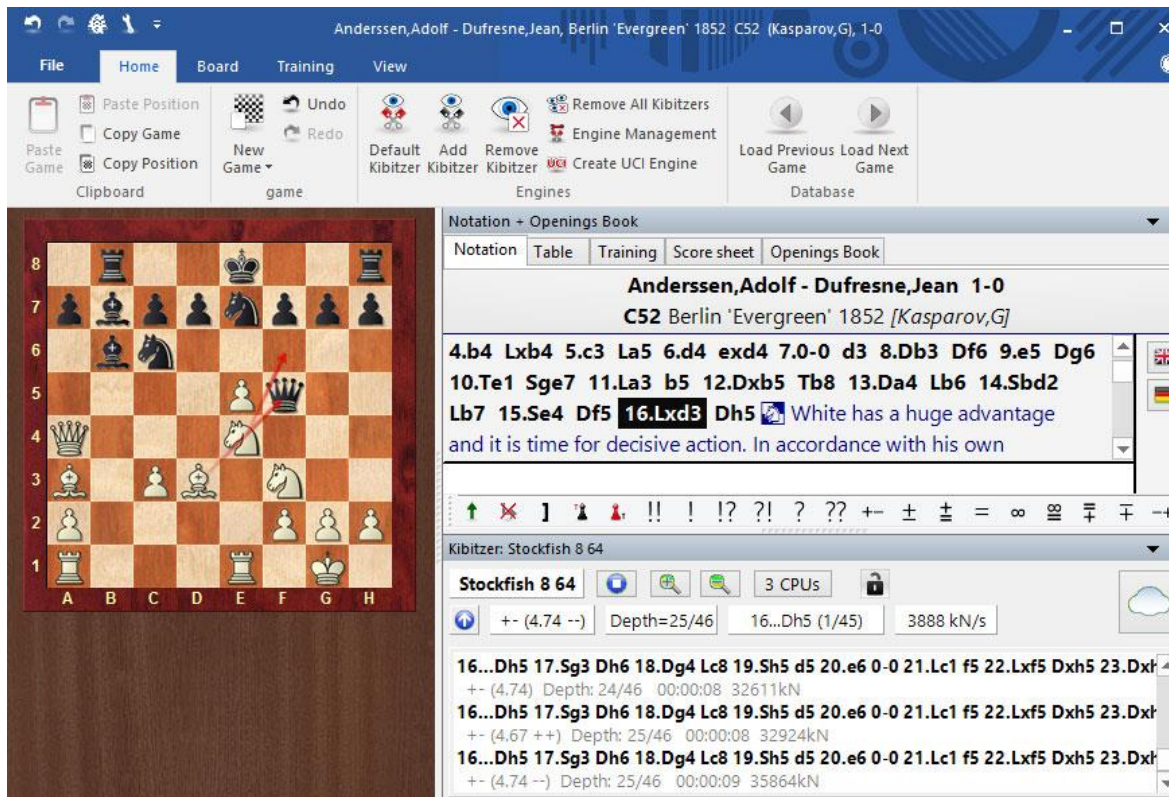 Anderssen,Adolf - Dufresne,Jean, Berlin 'Evergreen' 1852 C52 (Kasparov,G), 1-0
File Home Board Training View
Paste Game
Paste Position
Copy Game
Copy Position
Clipboard
New Game
Undo
Redo
game
Default Kibitzer
Add Kibitzer
Remove Kibitzer
Remove All Kibitzers
Engine Management
UCI Create UCI Engine
Engines
Load Previous Game
Load Next Game
Database
8
7
6
5
4
3
2
1
A B C D E F G H
Notation + Openings Book
Notation Table Training Score sheet Openings Book
Anderssen,Adolf - Dufresne,Jean 1-0
C52 Berlin 'Evergreen' 1852 [Kasparov,G]
4.b4 Lxb4 5.c3 La5 6.d4 exd4 7.0-0 d3 8.Db3 Df6 9.e5 Dg6
10.Te1 Sge7 11.La3 b5 12.Dxb5 Tb8 13.Da4 Lb6 14.Sbd2
Lb7 15.Se4 Df5 16.Lxd3 Dh5 White has a huge advantage
and it is time for decisive action. In accordance with his own
] !! ! !? ?! ? ?? +- ± ⩲ = ∞ ⩱ ∓ -+
Kibitzer: Stockfish 8 64
Stockfish 8 64 3 CPUs
+- (4.74 --) Depth=25/46 16...Dh5 (1/45) 3888 kN/s
16...Dh5 17.Sg3 Dh6 18.Dg4 Lc8 19.Sh5 d5 20.e6 0-0 21.Lc1 f5 22.Lxf5 Dxh5 23.Dxh
+- (4.74) Depth: 24/46 00:00:08 32611kN
16...Dh5 17.Sg3 Dh6 18.Dg4 Lc8 19.Sh5 d5 20.e6 0-0 21.Lc1 f5 22.Lxf5 Dxh5 23.Dxh
+- (4.67 ++) Depth: 25/46 00:00:08 32924kN
16...Dh5 17.Sg3 Dh6 18.Dg4 Lc8 19.Sh5 d5 20.e6 0-0 21.Lc1 f5 22.Lxf5 Dxh5 23.Dxh
+- (4.74 --) Depth: 25/46 00:00:09 35864kN